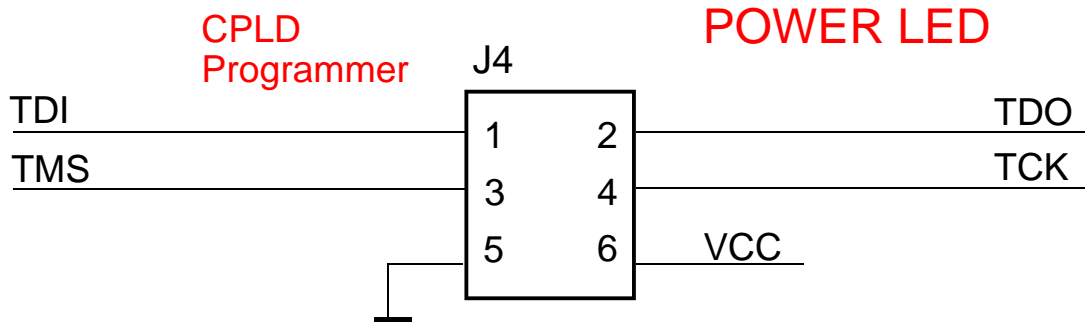 CPLD
Programmer
POWER LED
J4
TDI
1
2
TDO
TMS
3
4
TCK
5
6
VCC